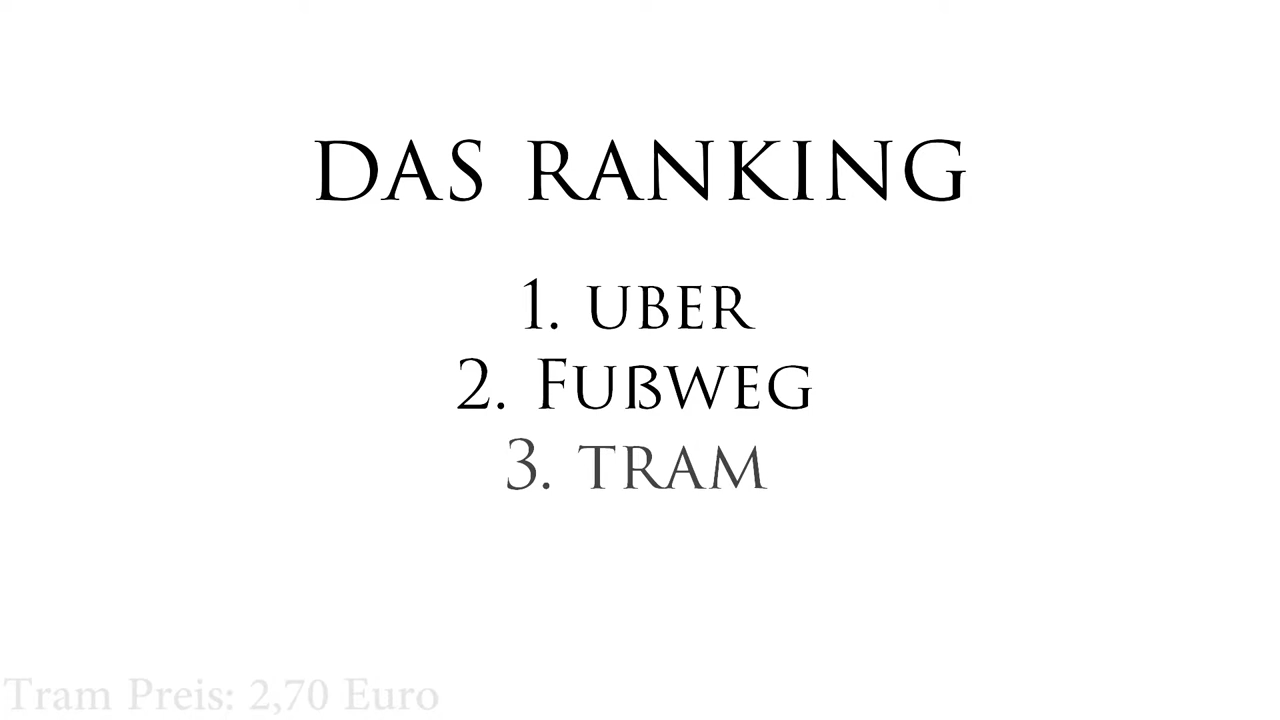 DAS RANKING
1. UBER
2. FUßWEG
3. TRAM
Tram Preis: 2,70 Euro